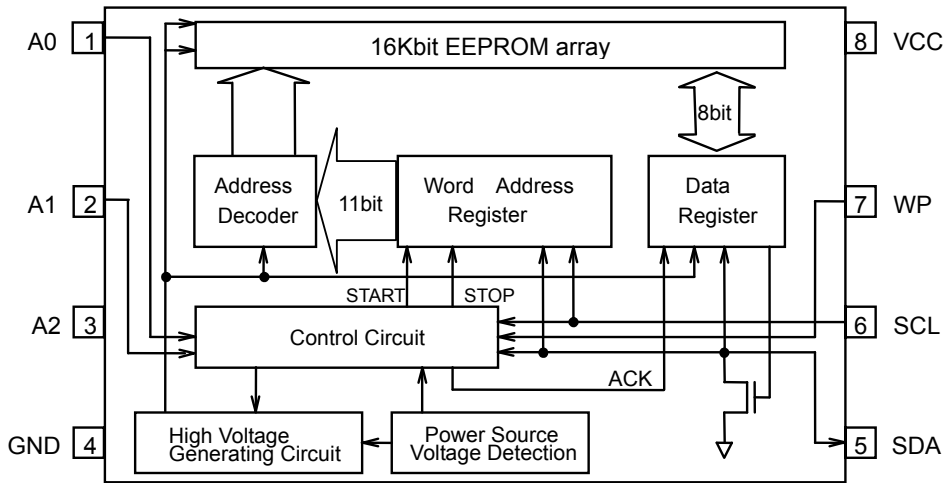 A0 1
16Kbit EEPROM array
8 VCC
8bit
A1 2
Address
Decoder
11bit
Word Address
Register
Data
Register
7 WP
START
STOP
A2 3
Control Circuit
6 SCL
ACK
GND 4
High Voltage
Generating Circuit
Power Source
Voltage Detection
5 SDA